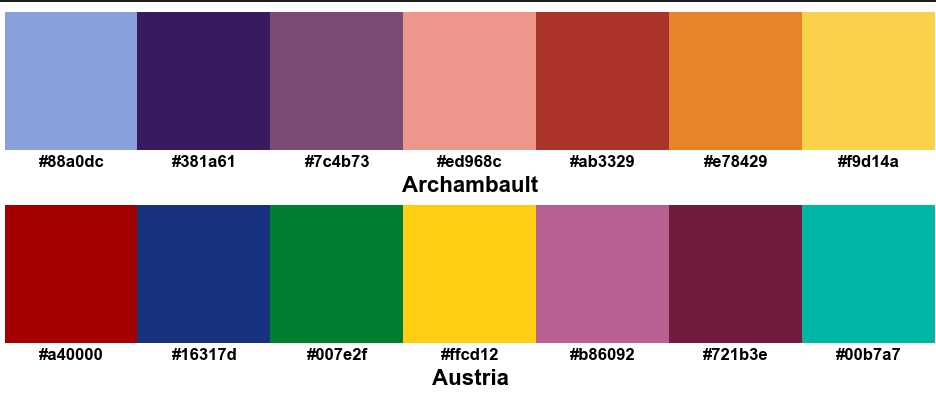 #88a0dc #381a61 #7c4b73 #ed968c #ab3329 #e78429 #f9d14a
Archambault
#a40000 #16317d #007e2f #ffcd12 #b86092 #721b3e #00b7a7
Austria